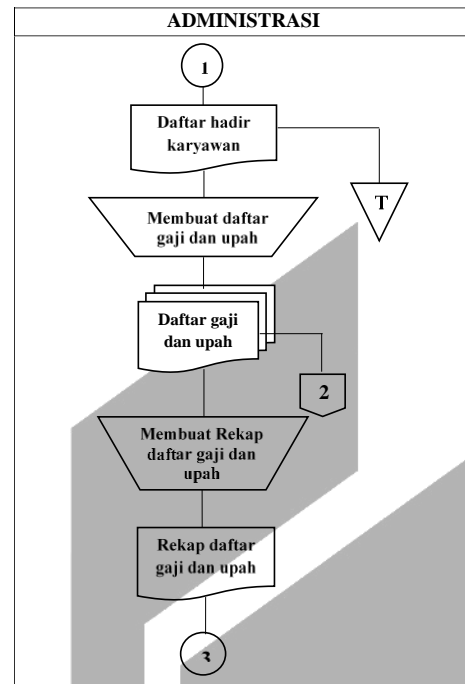 ADMINISTRASI
1
Daftar hadir
karyawan
T
Membuat daftar
gaji dan upah
Daftar gaji
dan upah
2
Membuat Rekap
daftar gaji dan
upah
Rekap daftar
gaji dan upah
3